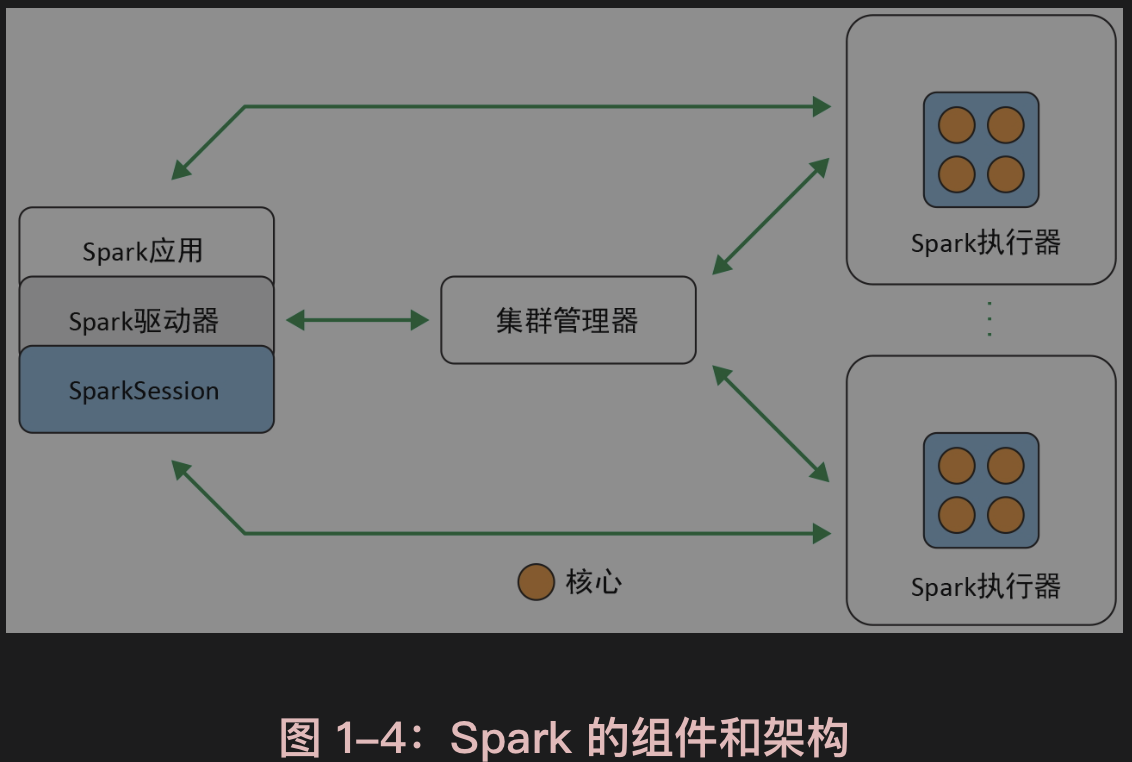 Spark应用
Spark驱动器
SparkSession
集群管理器
Spark执行器
Spark执行器
核心
图 1–4：Spark 的组件和架构